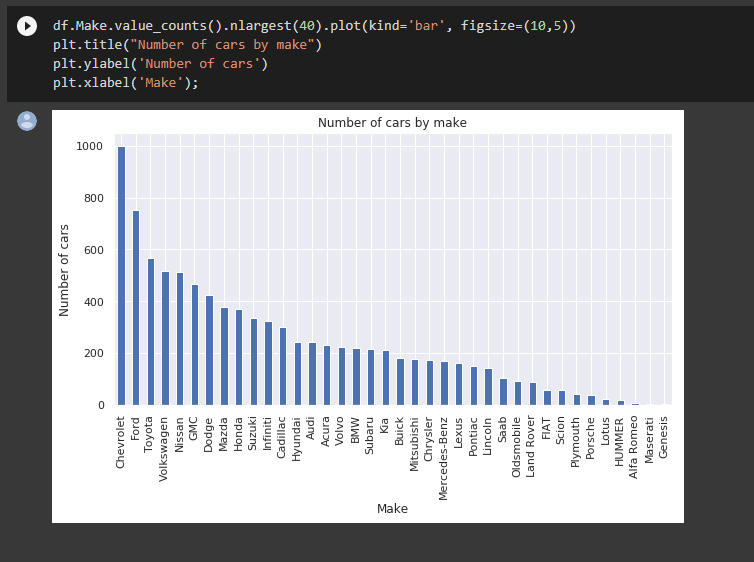 df.Make.value_counts().nlargest(40).plot(kind='bar', figsize=(10,5))
plt.title("Number of cars by make")
plt.ylabel('Number of cars')
plt.xlabel('Make');
Number of cars by make
Number of cars
1000
800
600
400
200
0
Chevrolet
Ford
Toyota
Volkswagen
Nissan
GMC
Dodge
Mazda
Honda
Suzuki
Infiniti
Cadillac
Hyundai
Audi
Acura
Volvo
BMW
Subaru
Kia
Buick
Mitsubishi
Chrysler
Mercedes-Benz
Lexus
Pontiac
Lincoln
Saab
Oldsmobile
Land Rover
FIAT
Scion
Plymouth
Porsche
Lotus
HUMMER
Alfa Romeo
Maserati
Genesis
Make